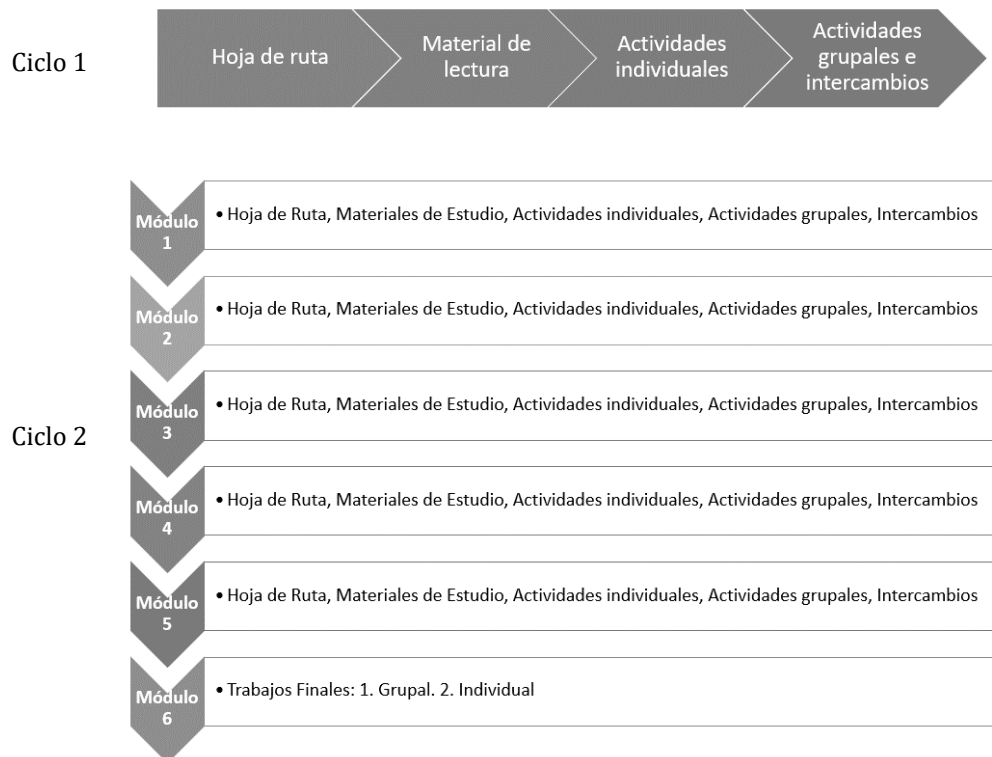 Ciclo 1
Hoja de ruta
Material de
lectura
Actividades
individuales
Actividades
grupales e
intercambios
Ciclo 2
Módulo
1
• Hoja de Ruta, Materiales de Estudio, Actividades individuales, Actividades grupales, Intercambios
Módulo
2
• Hoja de Ruta, Materiales de Estudio, Actividades individuales, Actividades grupales, Intercambios
Módulo
3
• Hoja de Ruta, Materiales de Estudio, Actividades individuales, Actividades grupales, Intercambios
Módulo
4
• Hoja de Ruta, Materiales de Estudio, Actividades individuales, Actividades grupales, Intercambios
Módulo
5
• Hoja de Ruta, Materiales de Estudio, Actividades individuales, Actividades grupales, Intercambios
Módulo
6
• Trabajos Finales: 1. Grupal. 2. Individual